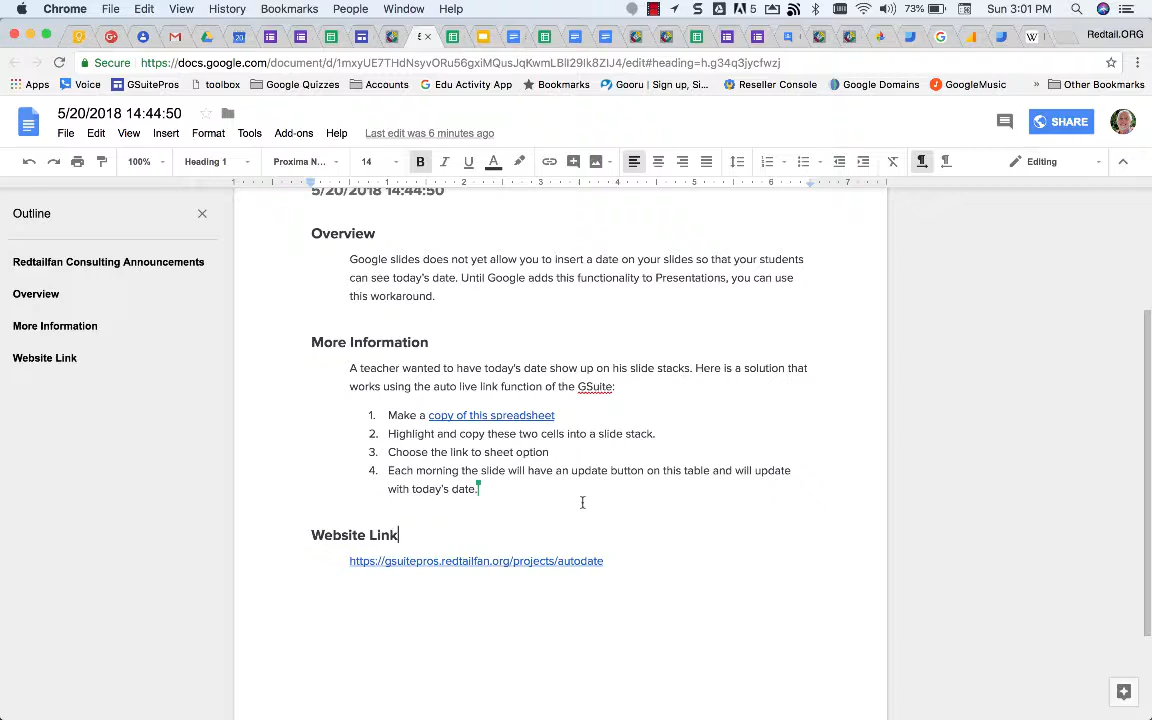 Chrome File Edit View History Bookmarks People Window Help 5 73% Sun 3:01 PM
Redtail.ORG
Secure https://docs.google.com/document/d/1mxyUE7THdNsyvORu56gxiMQusJqKwmLBlI29Ik8ZIJ4/edit#heading=h.g34q3jycfwzj
Apps Voice GSuitePros toolbox Google Quizzes Accounts Edu Activity App Bookmarks Gooru | Sign up, Si... Reseller Console Google Domains GoogleMusic » Other Bookmarks
5/20/2018 14:44:50
SHARE
File Edit View Insert Format Tools Add-ons Help Last edit was 6 minutes ago
100% Heading 1 Proxima N... 14 B I U A Editing
1 1 2 3 4 5 6 7
5/20/2018 14:44:50
Outline
Redtailfan Consulting Announcements
Overview
More Information
Website Link
Overview
Google slides does not yet allow you to insert a date on your slides so that your students
can see today's date. Until Google adds this functionality to Presentations, you can use
this workaround.
More Information
A teacher wanted to have today's date show up on his slide stacks. Here is a solution that
works using the auto live link function of the GSuite:
1. Make a copy of this spreadsheet
2. Highlight and copy these two cells into a slide stack.
3. Choose the link to sheet option
4. Each morning the slide will have an update button on this table and will update
with today's date.
Website Link
https://gsuitepros.redtailfan.org/projects/autodate